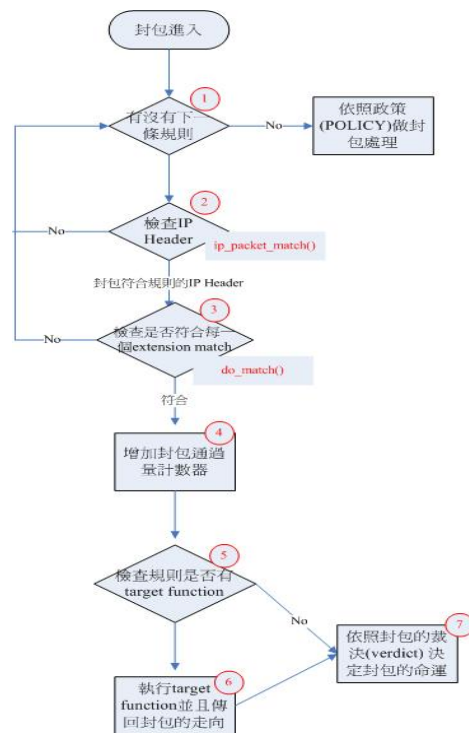 封包進入
1
有沒有下一
條規則
No
依照政策
(POLICY)做封
包處理
2
檢查IP
Header
No
ip_packet_match()
封包符合規則的IP Header
3
檢查是否符合每一
個extension match
No
do_match()
符合
4
增加封包通過
量計數器
5
檢查規則是否有
target function
No
7
依照封包的裁
決(verdict) 決
定封包的命運
6
執行target
function並且傳
回封包的走向